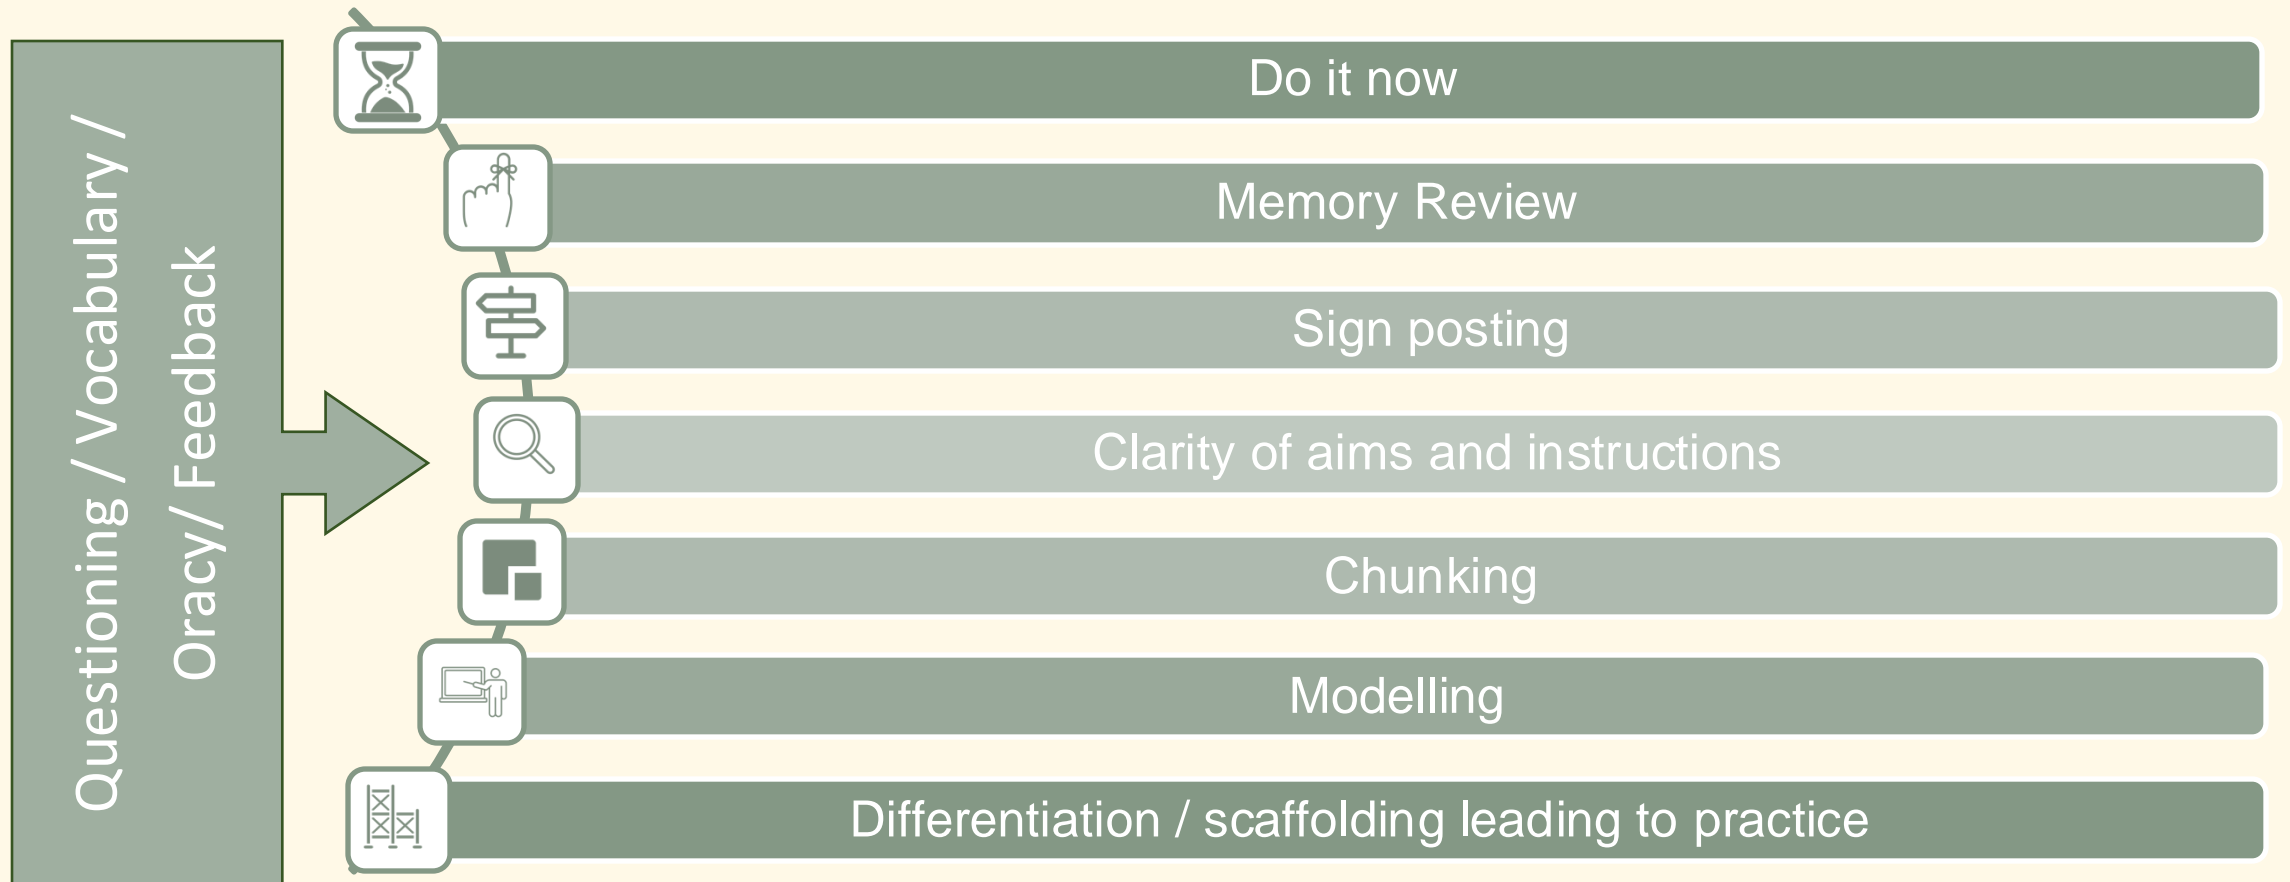 Questioning / Vocabulary /
Oracy/ Feedback
Do it now
Memory Review
Sign posting
Clarity of aims and instructions
Chunking
Modelling
Differentiation / scaffolding leading to practice